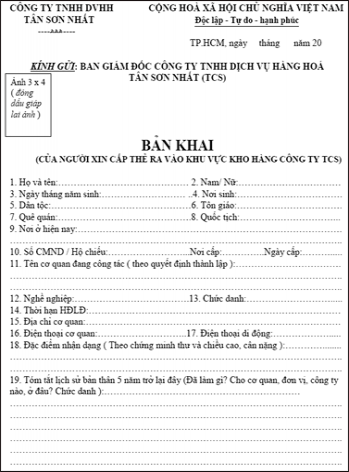 CÔNG TY TNHH DVHH
TÂN SƠN NHẤT
-----^^^-----
CỘNG HOÀ XÃ HỘI CHỦ NGHĨA VIỆT NAM
Độc lập - Tự do - hạnh phúc
TP.HCM, ngày tháng năm 20
KÍNH GỬI: BAN GIÁM ĐỐC CÔNG TY TNHH DỊCH VỤ HÀNG HOÁ
TÂN SƠN NHẤT (TCS)
Ảnh 3 x 4
( đóng
dấu giáp
lai ảnh )
BẢN KHAI
(CỦA NGƯỜI XIN CẤP THẺ RA VÀO KHU VỰC KHO HÀNG CÔNG TY TCS)
1. Họ và tên:................ 2. Nam/ Nữ:................
3. Ngày tháng năm sinh:................ 4. Nơi sinh:................
5. Dân tộc:................ 6. Tôn giáo:................
7. Quê quán:................ 8. Quốc tịch:................
9. Nơi ở hiện nay:................
10. Số CMND / Hộ chiếu:................Nơi cấp:................Ngày cấp:................
11. Tên cơ quan đang công tác ( theo quyết định thành lập ):................
12. Nghề nghiệp:................13. Chức danh:................
14. Thời hạn HĐLĐ:................
15. Địa chỉ cơ quan:................
16. Điện thoại cơ quan:................17. Điện thoại di động:................
18. Đặc điểm nhận dạng ( Theo chứng minh thư và chiều cao, cân nặng ):................
19. Tóm tắt lịch sử bản thân 5 năm trở lại đây (Đã làm gì? Cho cơ quan, đơn vị, công ty
nào, ở đâu? Chức danh ):................